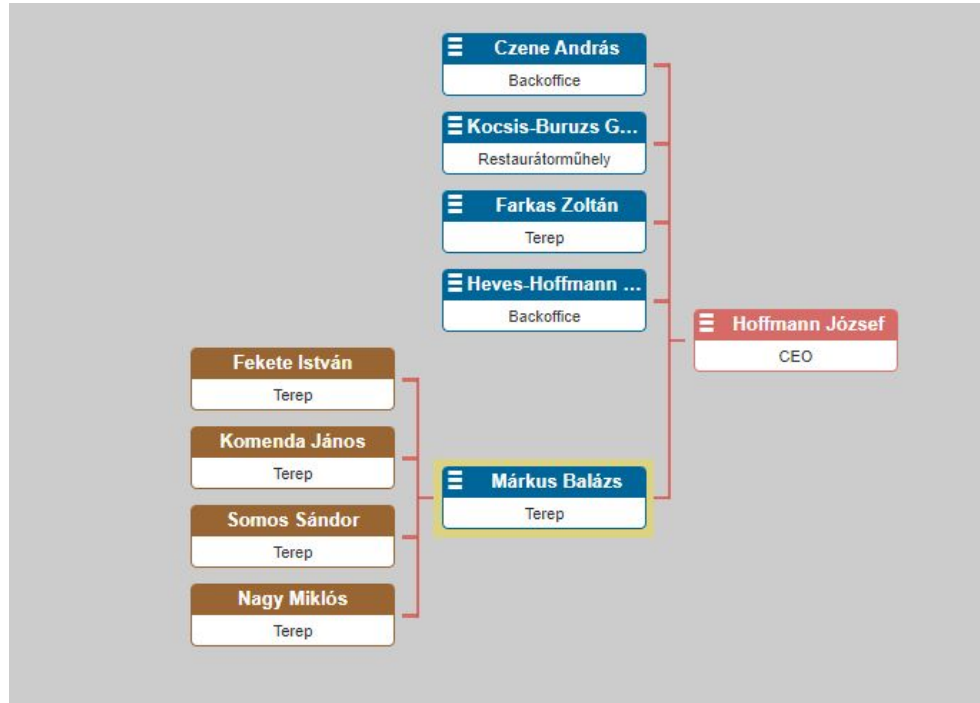 Czene András
Backoffice
Kocsis-Buruzs G...
Restaurátorműhely
Farkas Zoltán
Terep
Heves-Hoffmann ...
Backoffice
Hoffmann József
CEO
Fekete István
Terep
Komenda János
Terep
Márkus Balázs
Terep
Somos Sándor
Terep
Nagy Miklós
Terep